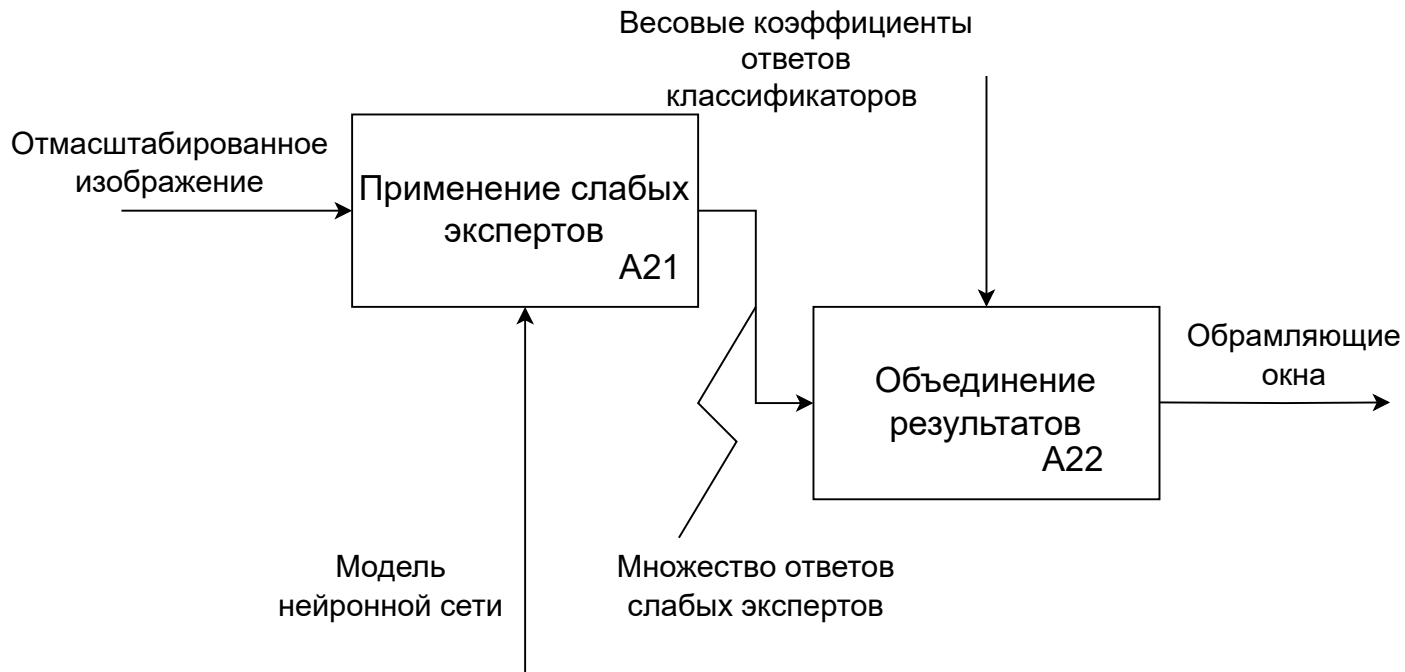 Весовые коэффициенты
ответов
классификаторов
Отмасштабированное
изображение
Применение слабых
экспертов
A21
Обрамляющие
окна
Объединение
результатов
A22
Модель
нейронной сети
Множество ответов
слабых экспертов